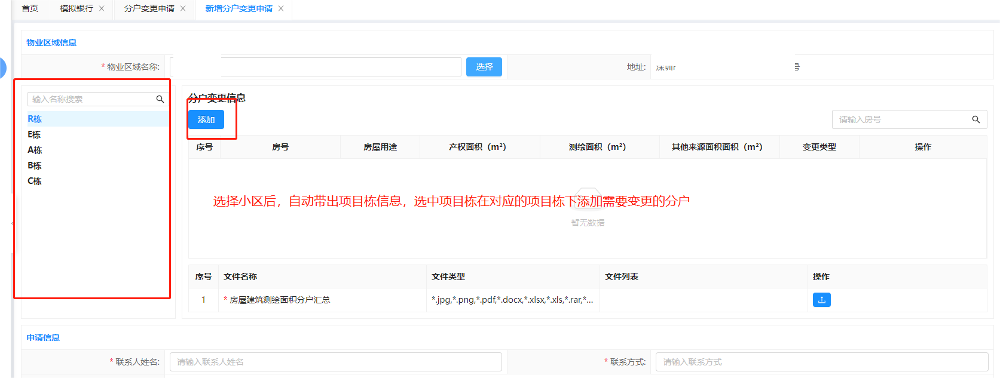 首页 模拟银行 分户变更申请 新增分户变更申请
物业区域信息
* 物业区域名称: 选择 地址:
输入名称搜索
R栋
E栋
A栋
B栋
C栋
分户变更信息
添加 请输入房号
序号 房号 房屋用途 产权面积（m²） 测绘面积（m²） 其他来源面积面积（m²） 变更类型 操作
选择小区后，自动带出项目栋信息，选中项目栋在对应的项目栋下添加需要变更的分户
暂无数据
序号 文件名称 文件类型 文件列表 操作
1 * 房屋建筑测绘面积分户汇总 *.jpg,*.png,*.pdf,*.docx,*.xlsx,*.xls,*.rar,*...
申请信息
* 联系人姓名: 请输入联系人姓名 * 联系方式: 请输入联系方式